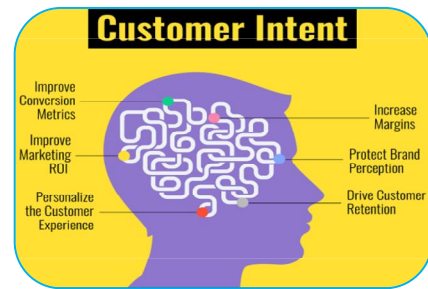 Customer Intent
Improve
Conversion
Metrics
Improve
Marketing
ROI
Personalize
the Customer
Experience
Increase
Margins
Protect Brand
Perception
Drive Customer
Retention